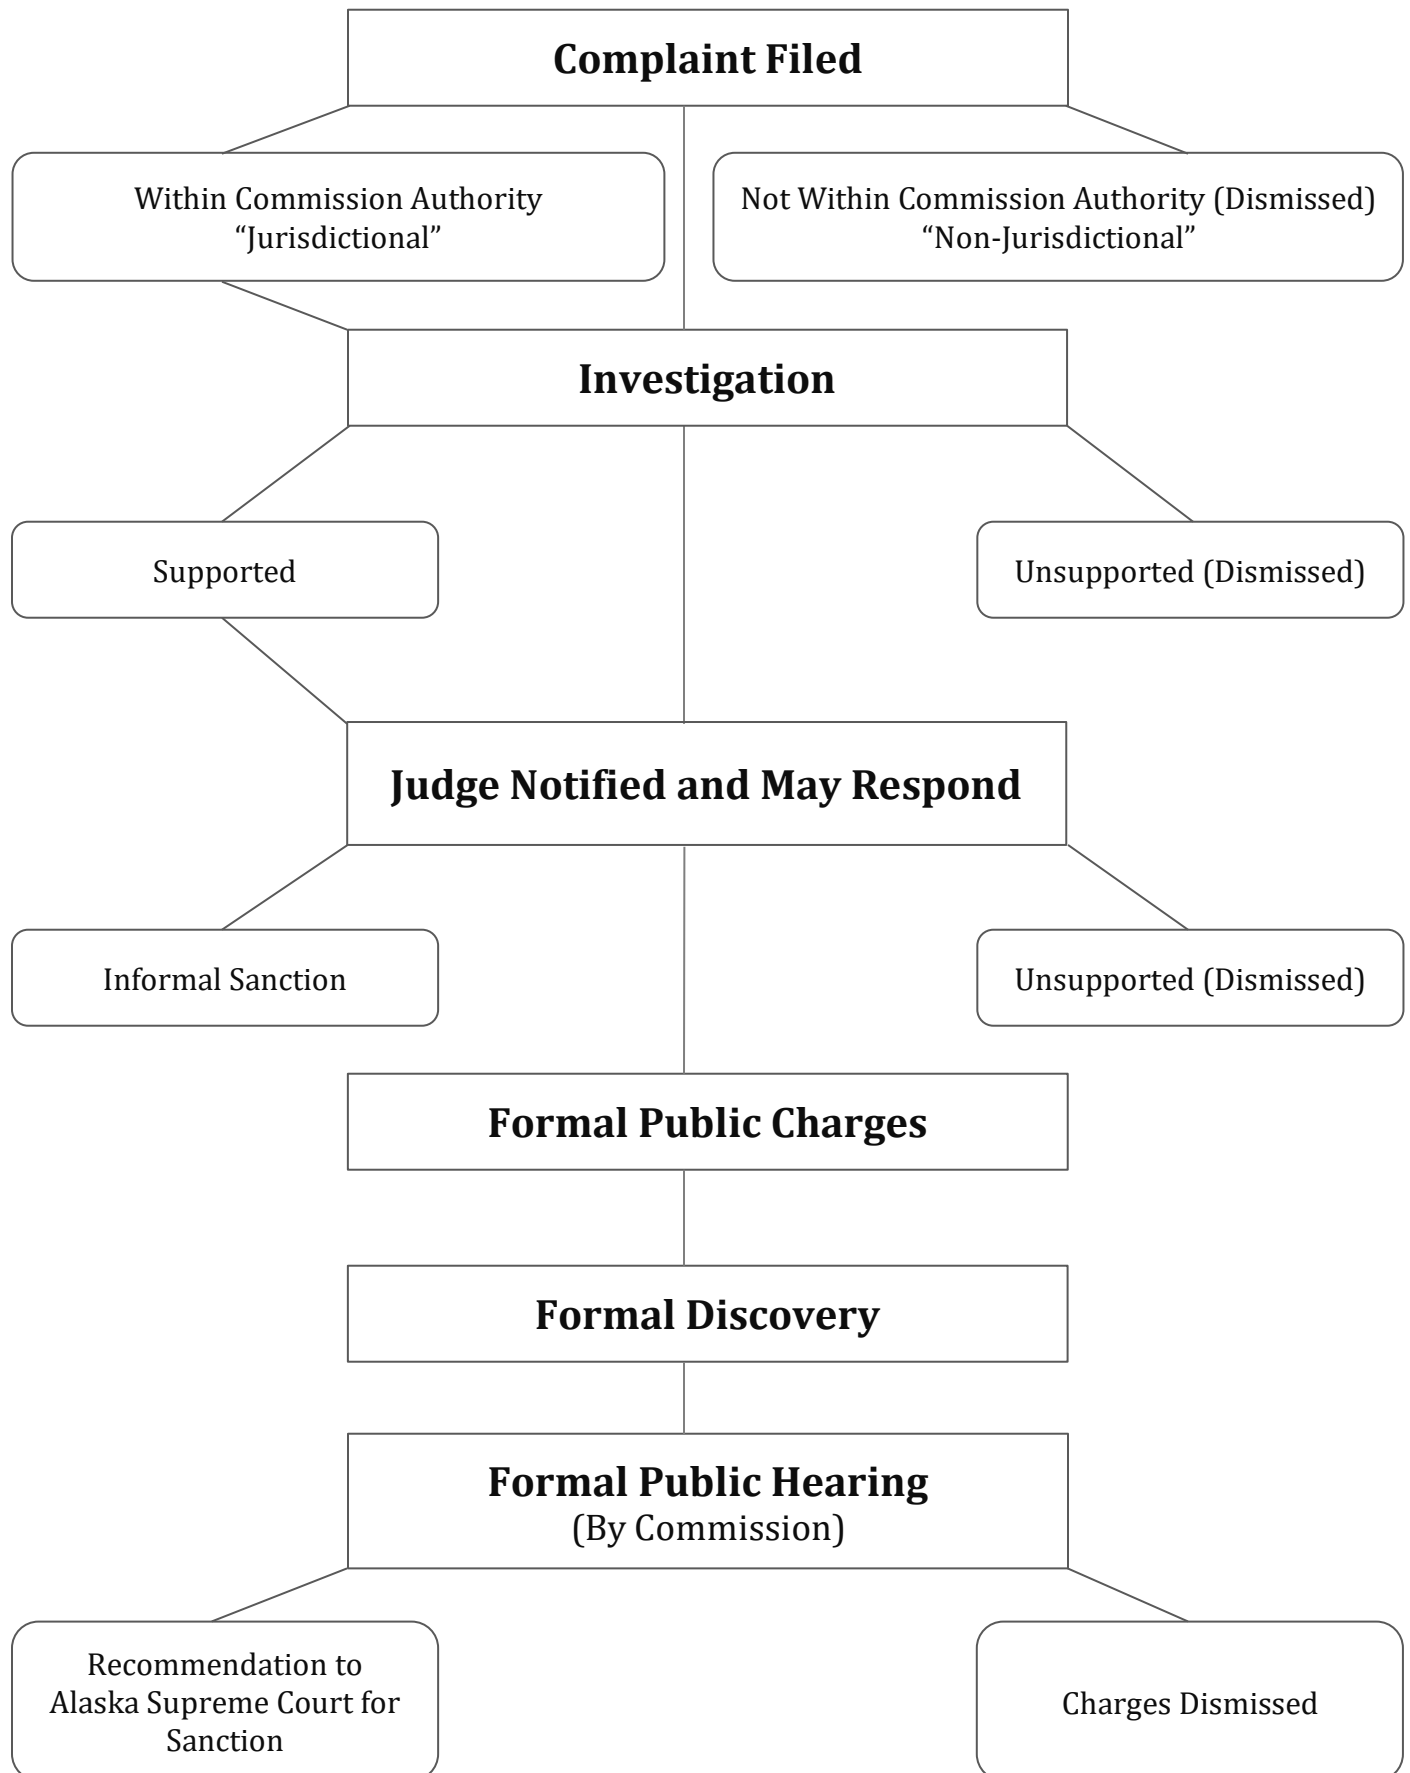 Complaint Filed
Within Commission Authority
“Jurisdictional”
Not Within Commission Authority (Dismissed)
“Non-Jurisdictional”
Investigation
Supported
Unsupported (Dismissed)
Judge Notified and May Respond
Informal Sanction
Unsupported (Dismissed)
Formal Public Charges
Formal Discovery
Formal Public Hearing
(By Commission)
Recommendation to
Alaska Supreme Court for
Sanction
Charges Dismissed